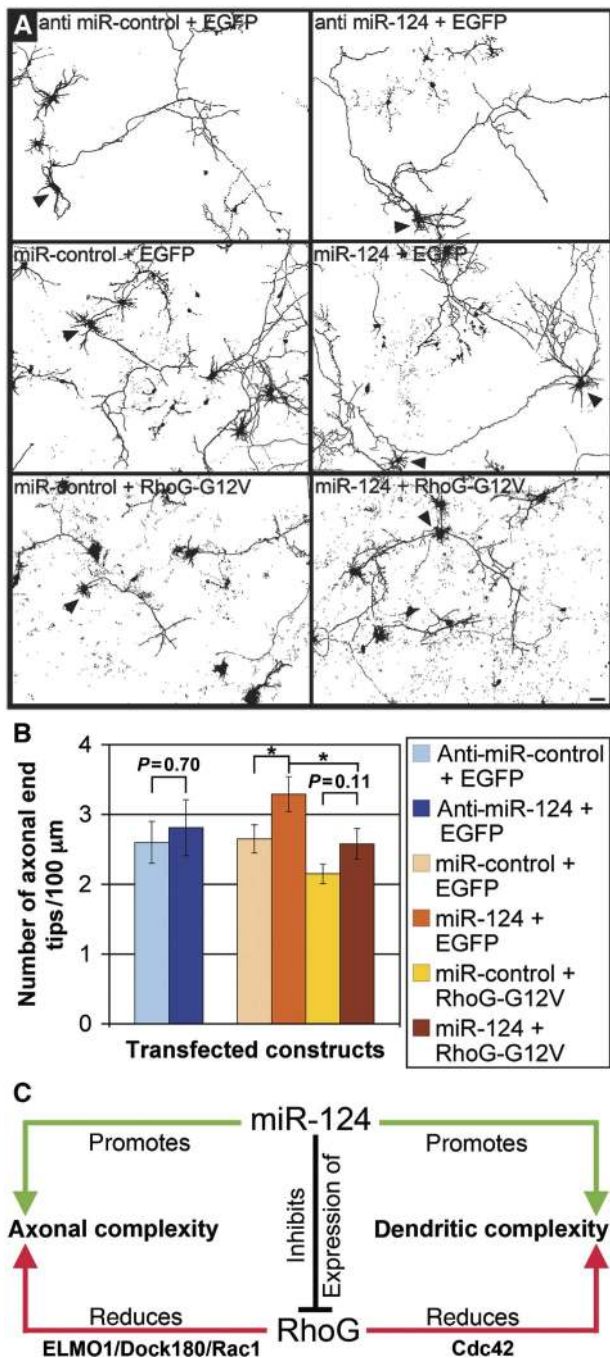 A
anti miR-control + EGFP
anti miR-124 + EGFP
miR-control + EGFP
miR-124 + EGFP
miR-control + RhoG-G12V
miR-124 + RhoG-G12V
B
Number of axonal end
tips/100 μm
4
3
2
1
0
P=0.70
*
*
P=0.11
Transfected constructs
Anti-miR-control
+ EGFP
Anti-miR-124 +
EGFP
miR-control +
EGFP
miR-124 +
EGFP
miR-control +
RhoG-G12V
miR-124 +
RhoG-G12V
C
miR-124
Promotes
Promotes
Axonal complexity
Inhibits
Expression of
Dendritic complexity
Reduces
RhoG
Reduces
ELMO1/Dock180/Rac1
Cdc42